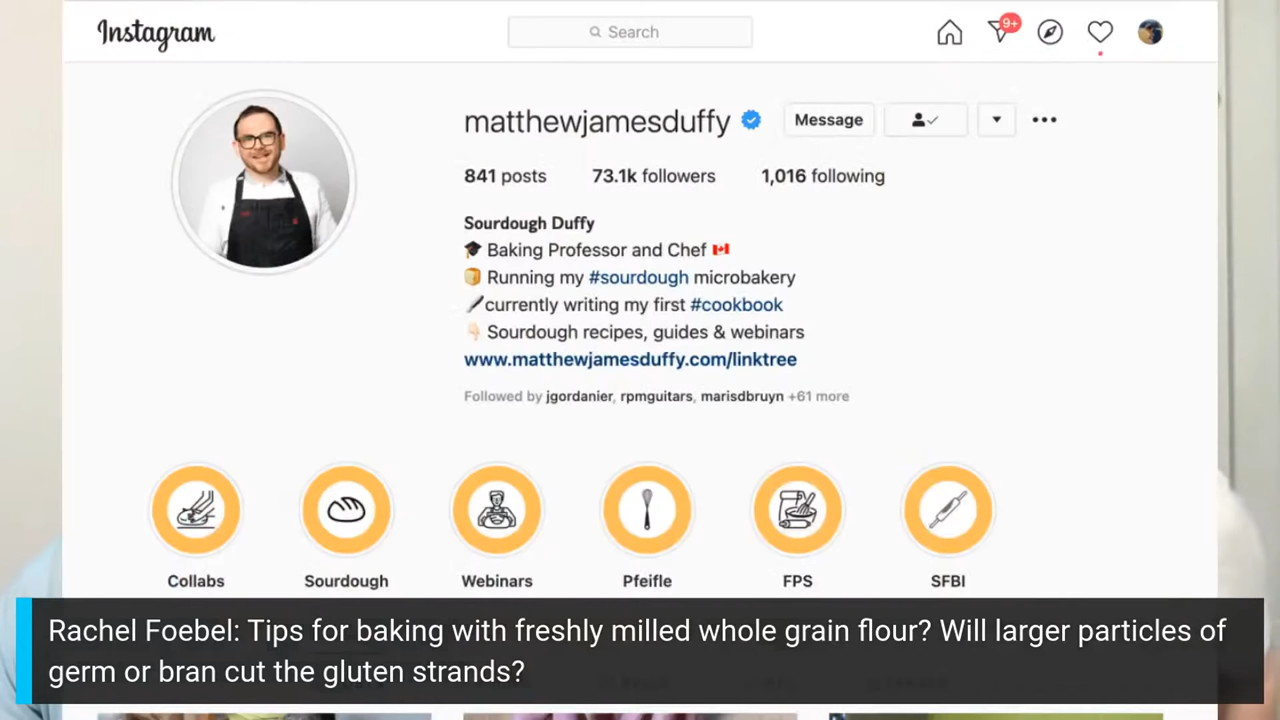 Instagram
Search
9+
matthewjamesduffy
Message
841 posts 73.1k followers 1,016 following
Sourdough Duffy
Baking Professor and Chef
Running my #sourdough microbakery
currently writing my first #cookbook
Sourdough recipes, guides & webinars
www.matthewjamesduffy.com/linktree
Followed by jgordanier, rpmguitars, marisdbruyn +61 more
Collabs Sourdough Webinars Pfeifle FPS SFBI
Rachel Foebel: Tips for baking with freshly milled whole grain flour? Will larger particles of
germ or bran cut the gluten strands?